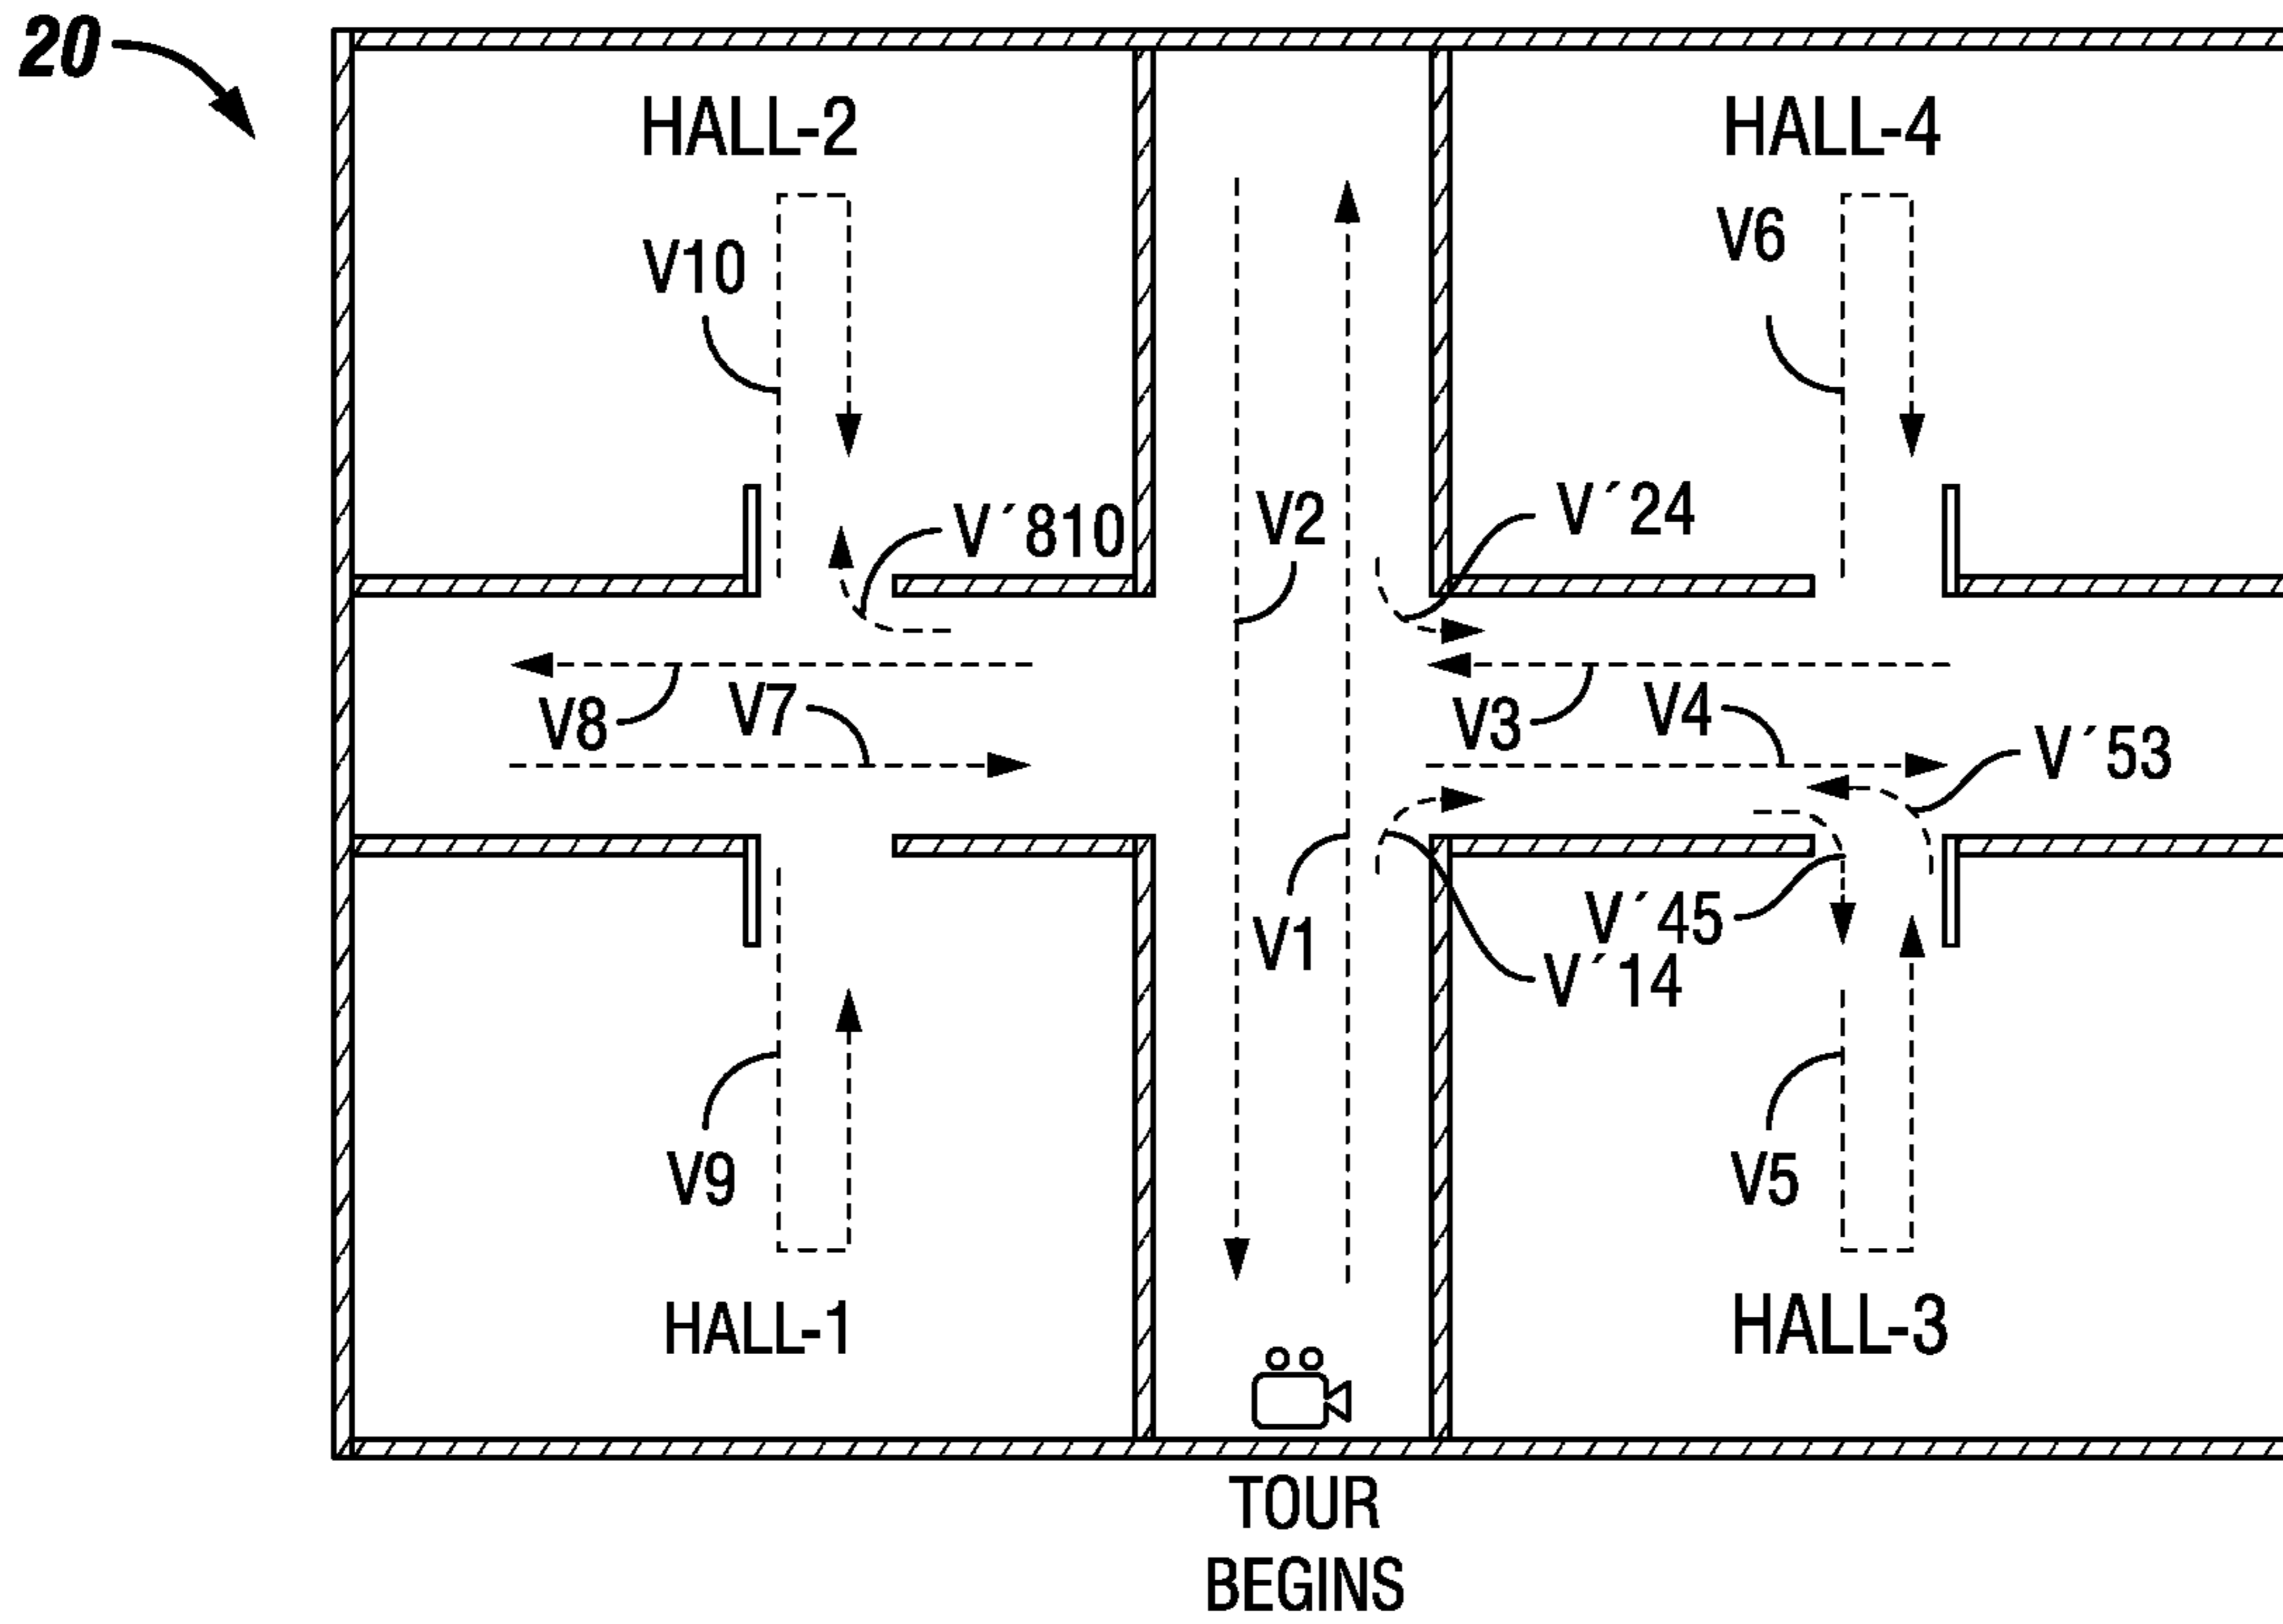 20
HALL-2
HALL-4
V10
V6
V´810
V2
V´24
V8
V7
V3
V4
V´53
V1
V´45
V´14
V9
V5
HALL-1
HALL-3
TOUR
BEGINS